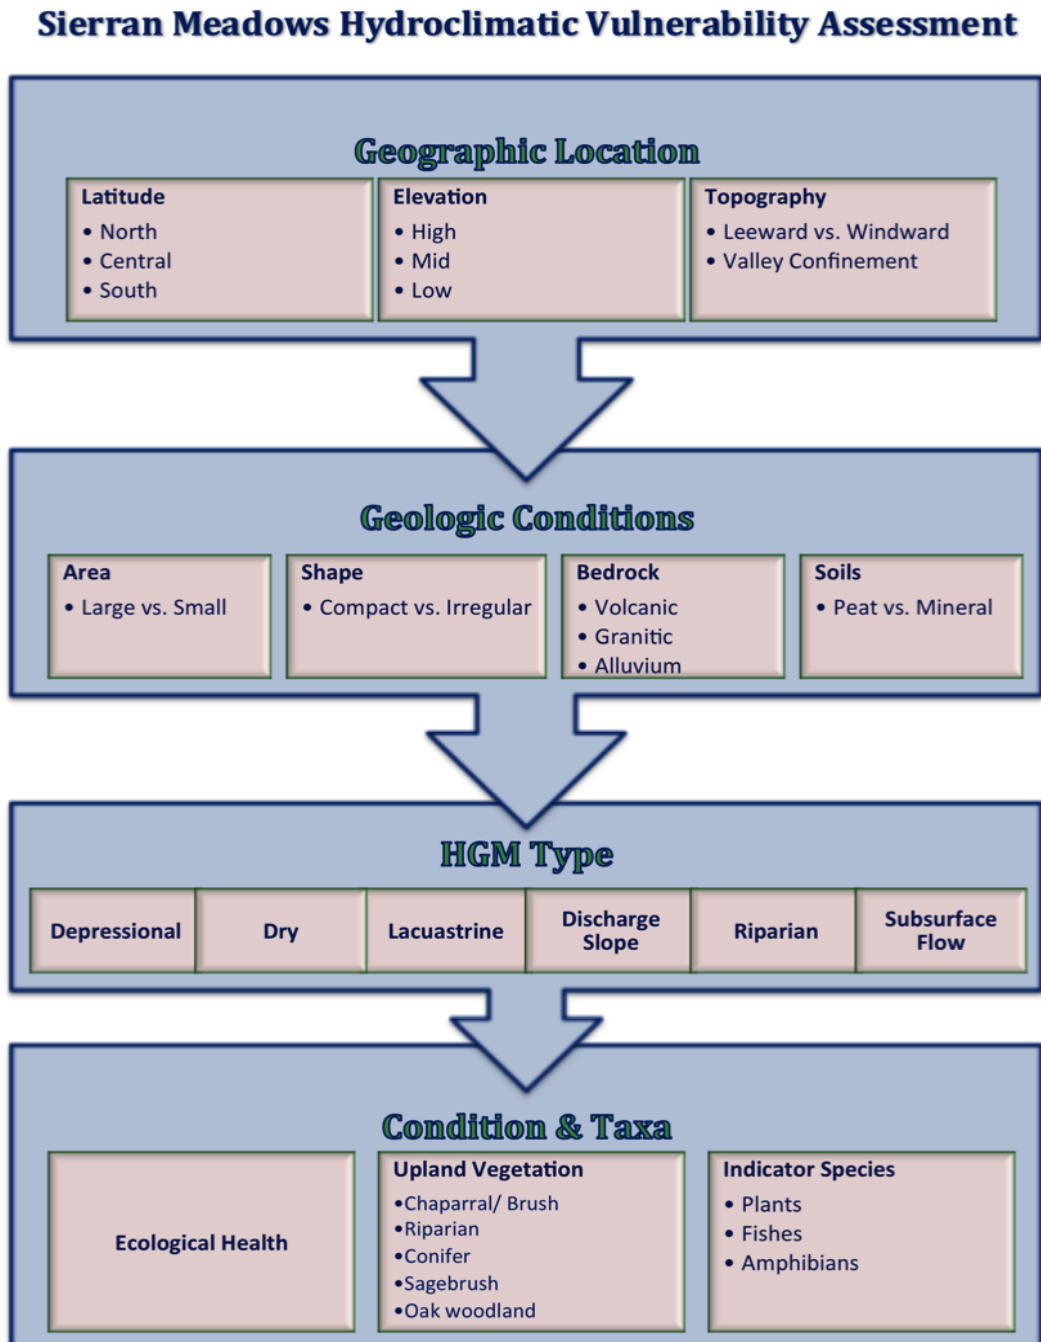 Sierran Meadows Hydroclimatic Vulnerability Assessment
Geographic Location
Latitude
• North
• Central
• South
Elevation
• High
• Mid
• Low
Topography
• Leeward vs. Windward
• Valley Confinement
Geologic Conditions
Area
• Large vs. Small
Shape
• Compact vs. Irregular
Bedrock
• Volcanic
• Granitic
• Alluvium
Soils
• Peat vs. Mineral
HGM Type
Depressional
Dry
Lacuastrine
Discharge
Slope
Riparian
Subsurface
Flow
Condition & Taxa
Ecological Health
Upland Vegetation
•Chaparral/ Brush
•Riparian
•Conifer
•Sagebrush
•Oak woodland
Indicator Species
• Plants
• Fishes
• Amphibians